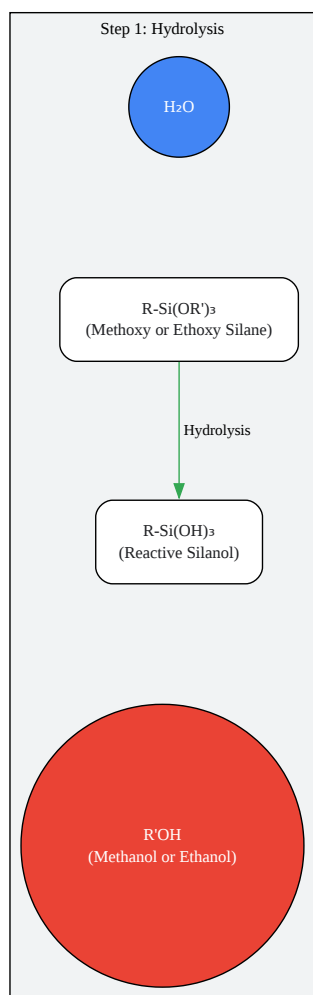 Step 1: Hydrolysis
H₂O
R-Si(OR')₃
(Methoxy or Ethoxy Silane)
Hydrolysis
R-Si(OH)₃
(Reactive Silanol)
R'OH
(Methanol or Ethanol)